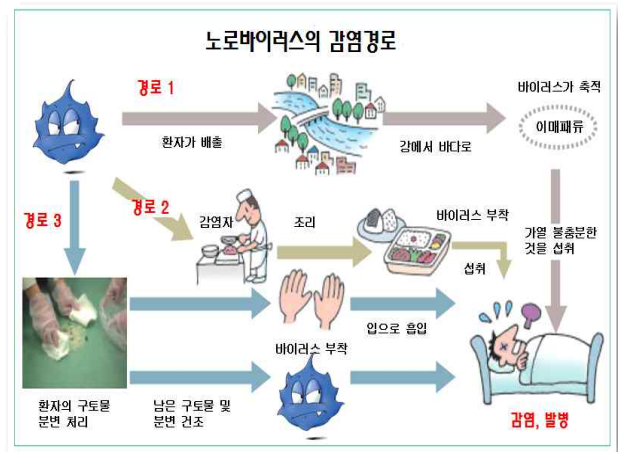 노로바이러스의 감염경로
경로 1
환자가 배출
강에서 바다로
바이러스가 축적
이매패류
경로 2
감염자
조리
바이러스 부착
섭취
가열 불충분한
것을 섭취
경로 3
바이러스 부착
입으로 흡입
환자의 구토물
분변 처리
남은 구토물 및
분변 건조
감염, 발병